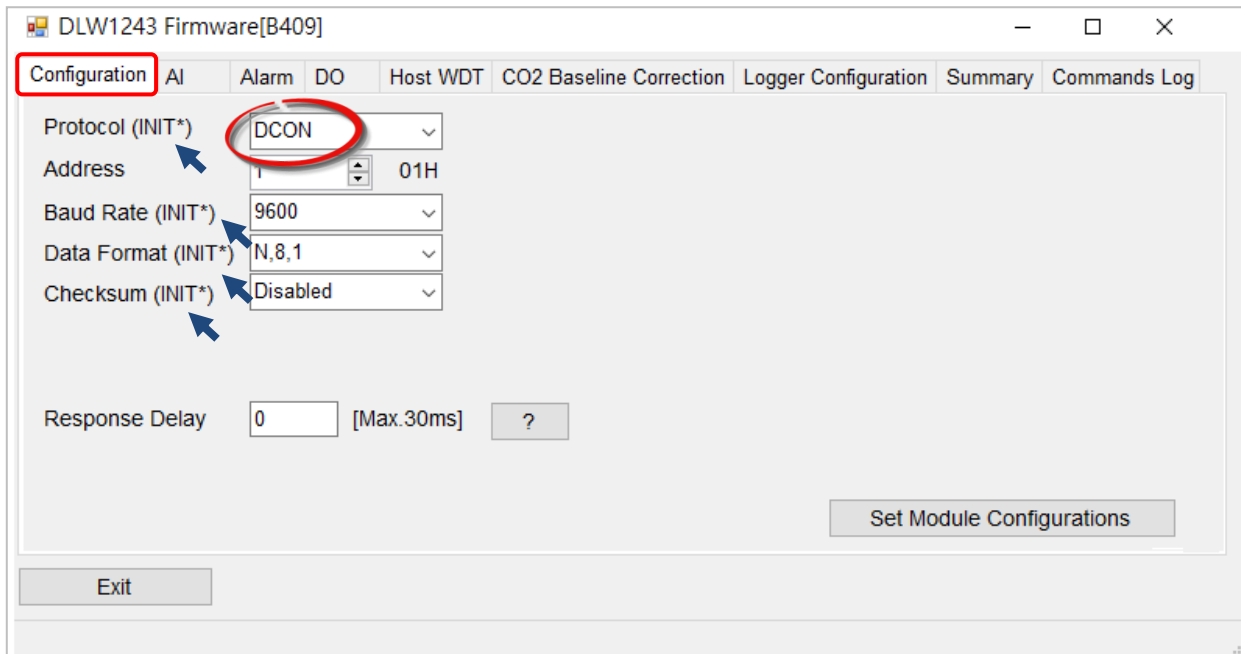 DLW1243 Firmware[B409]
Configuration AI Alarm DO Host WDT CO2 Baseline Correction Logger Configuration Summary Commands Log
Protocol (INIT*) DCON
Address 1 01H
Baud Rate (INIT*) 9600
Data Format (INIT*) N,8,1
Checksum (INIT*) Disabled
Response Delay 0 [Max.30ms] ?
Set Module Configurations
Exit